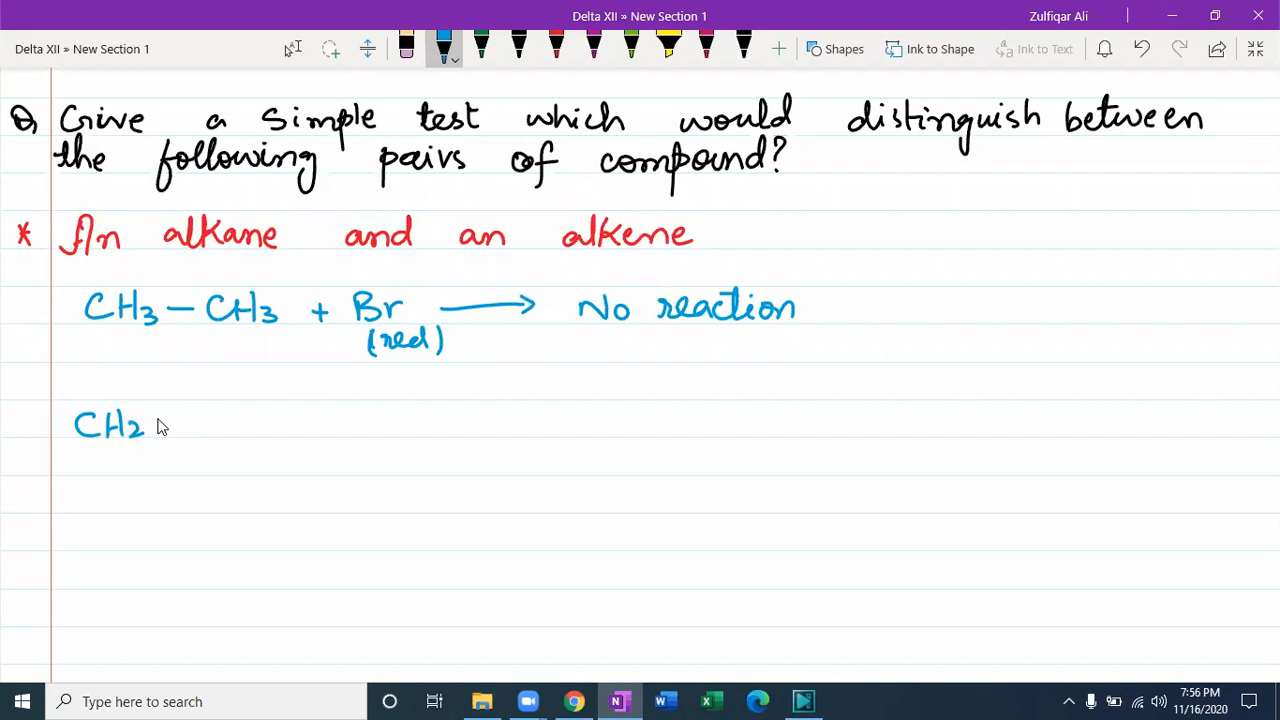 Delta XII » New Section 1
Zulfiqar Ali
Delta XII » New Section 1
Shapes
Ink to Shape
Ink to Text
Q, Give a simple test which would distinguish between
the following pairs of compound?
* An alkane and an alkene
CH3 — CH3 + Br ⟶ No reaction
(red)
CH2
Type here to search
7:56 PM
11/16/2020